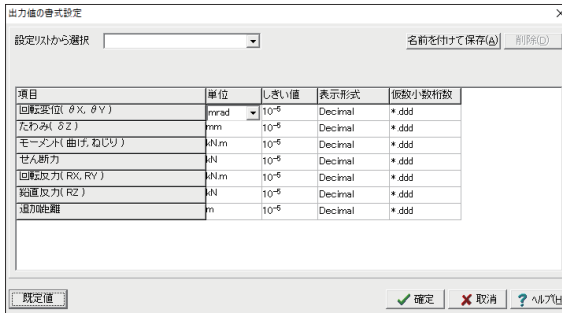 出力値の書式設定
設定リストから選択 名前を付けて保存(A) 削除(D)
項目 単位 しきい値 表示形式 仮数小数桁数
回転変位( θX, θY ) mrad 10⁻⁵ Decimal *.ddd
たわみ( δZ ) mm 10⁻⁵ Decimal *.ddd
モーメント( 曲げ, ねじり ) kN.m 10⁻⁵ Decimal *.ddd
せん断力 kN 10⁻⁵ Decimal *.ddd
回転反力( RX, RY ) kN.m 10⁻⁵ Decimal *.ddd
鉛直反力( RZ ) kN 10⁻⁵ Decimal *.ddd
追加距離 m 10⁻⁵ Decimal *.ddd
既定値 確定 取消 ? ヘルプ(H